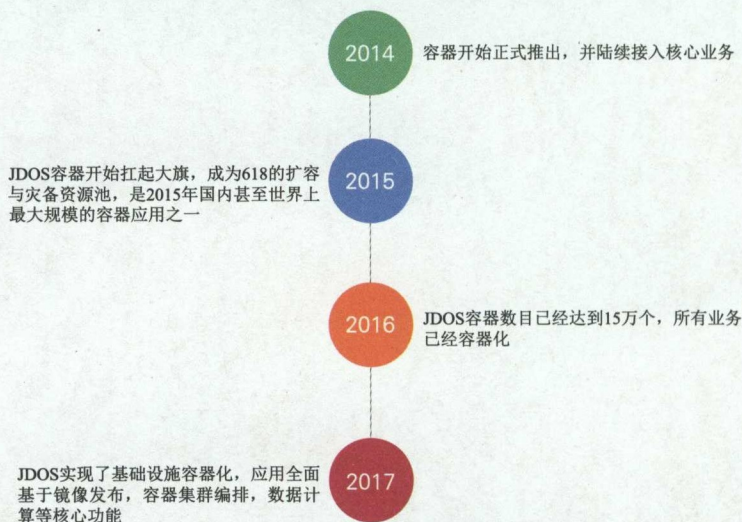 2014
容器开始正式推出，并陆续接入核心业务
JDOS容器开始扛起大旗，成为618的扩容
与灾备资源池，是2015年国内甚至世界上
最大规模的容器应用之一
2015
2016
JDOS容器数目已经达到15万个，所有业务
已经容器化
JDOS实现了基础设施容器化，应用全面
基于镜像发布，容器集群编排，数据计
算等核心功能
2017